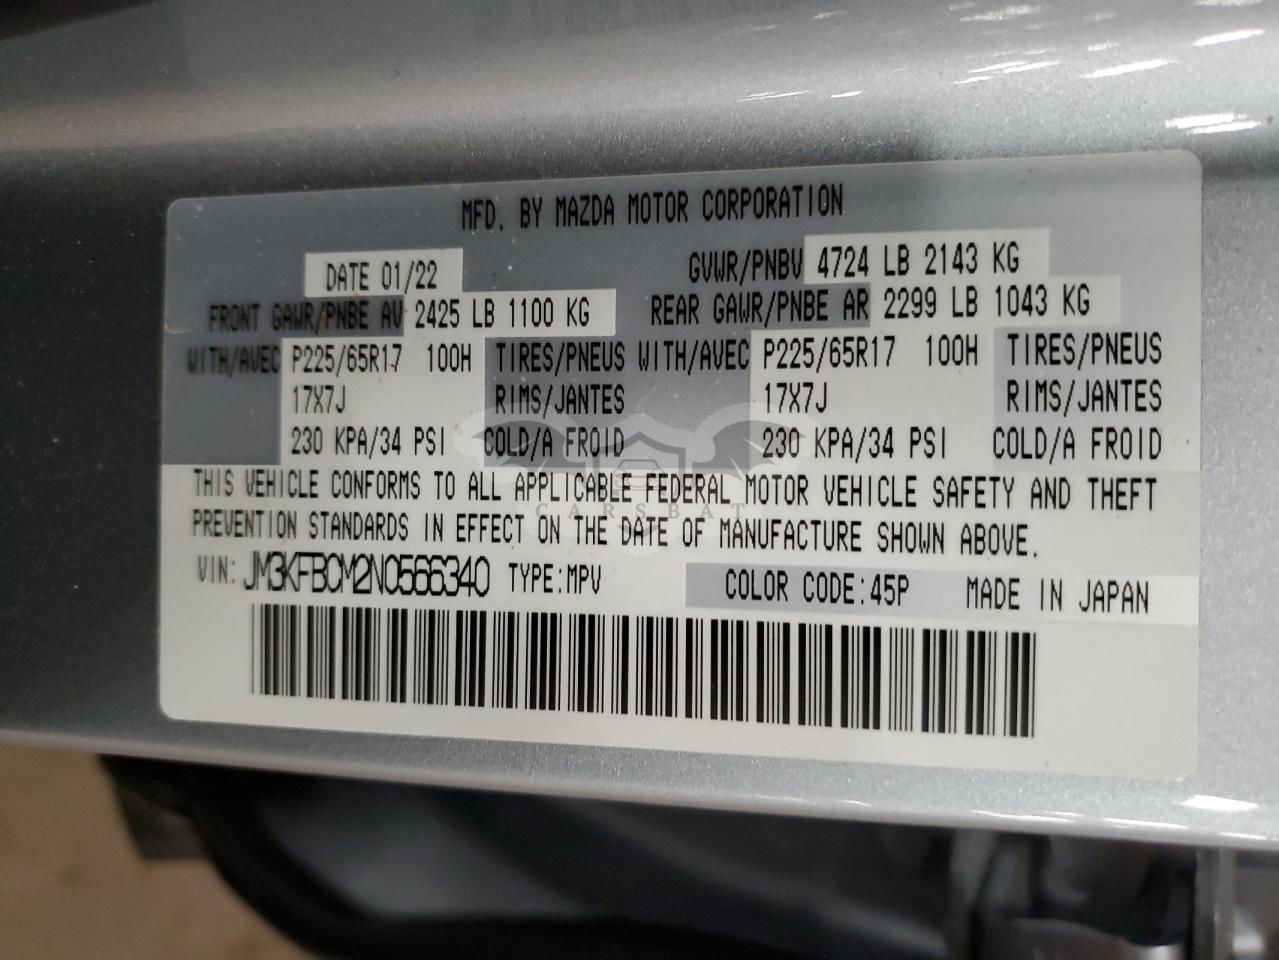 MFD. BY MAZDA MOTOR CORPORATION
DATE 01/22 GVWR/PNBV 4724 LB 2143 KG
FRONT GAWR/PNBE AV 2425 LB 1100 KG REAR GAWR/PNBE AR 2299 LB 1043 KG
WITH/AVEC P225/65R17 100H TIRES/PNEUS WITH/AVEC P225/65R17 100H TIRES/PNEUS
17X7J RIMS/JANTES 17X7J RIMS/JANTES
230 KPA/34 PSI COLD/A FROID 230 KPA/34 PSI COLD/A FROID
THIS VEHICLE CONFORMS TO ALL APPLICABLE FEDERAL MOTOR VEHICLE SAFETY AND THEFT
CARSBAT
PREVENTION STANDARDS IN EFFECT ON THE DATE OF MANUFACTURE SHOWN ABOVE.
VIN: JM3KFBCM2N0566340 TYPE:MPV COLOR CODE:45P MADE IN JAPAN